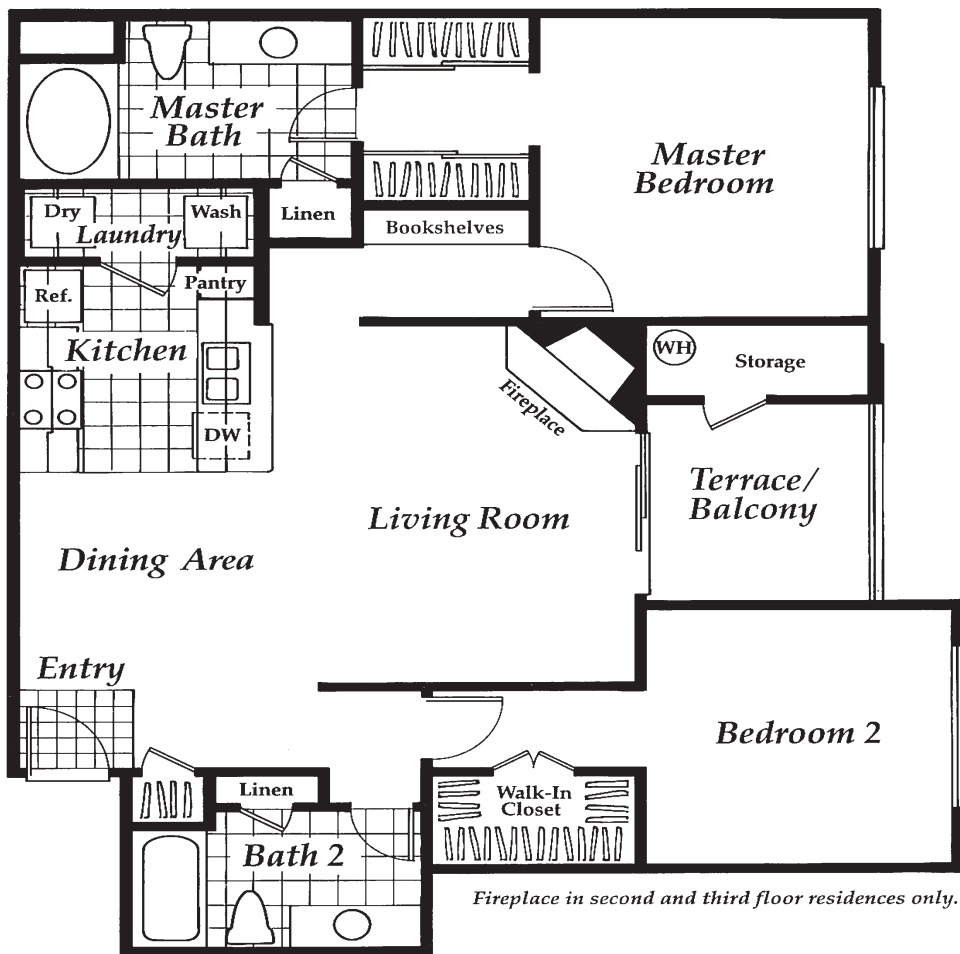 Master
Bath
Master
Bedroom
Linen
Bookshelves
Dry
Wash
Laundry
Pantry
Ref.
Kitchen
DW
Fireplace
WH
Storage
Terrace/
Balcony
Living Room
Dining Area
Entry
Bedroom 2
Walk-In
Closet
Linen
Bath 2
Fireplace in second and third floor residences only.